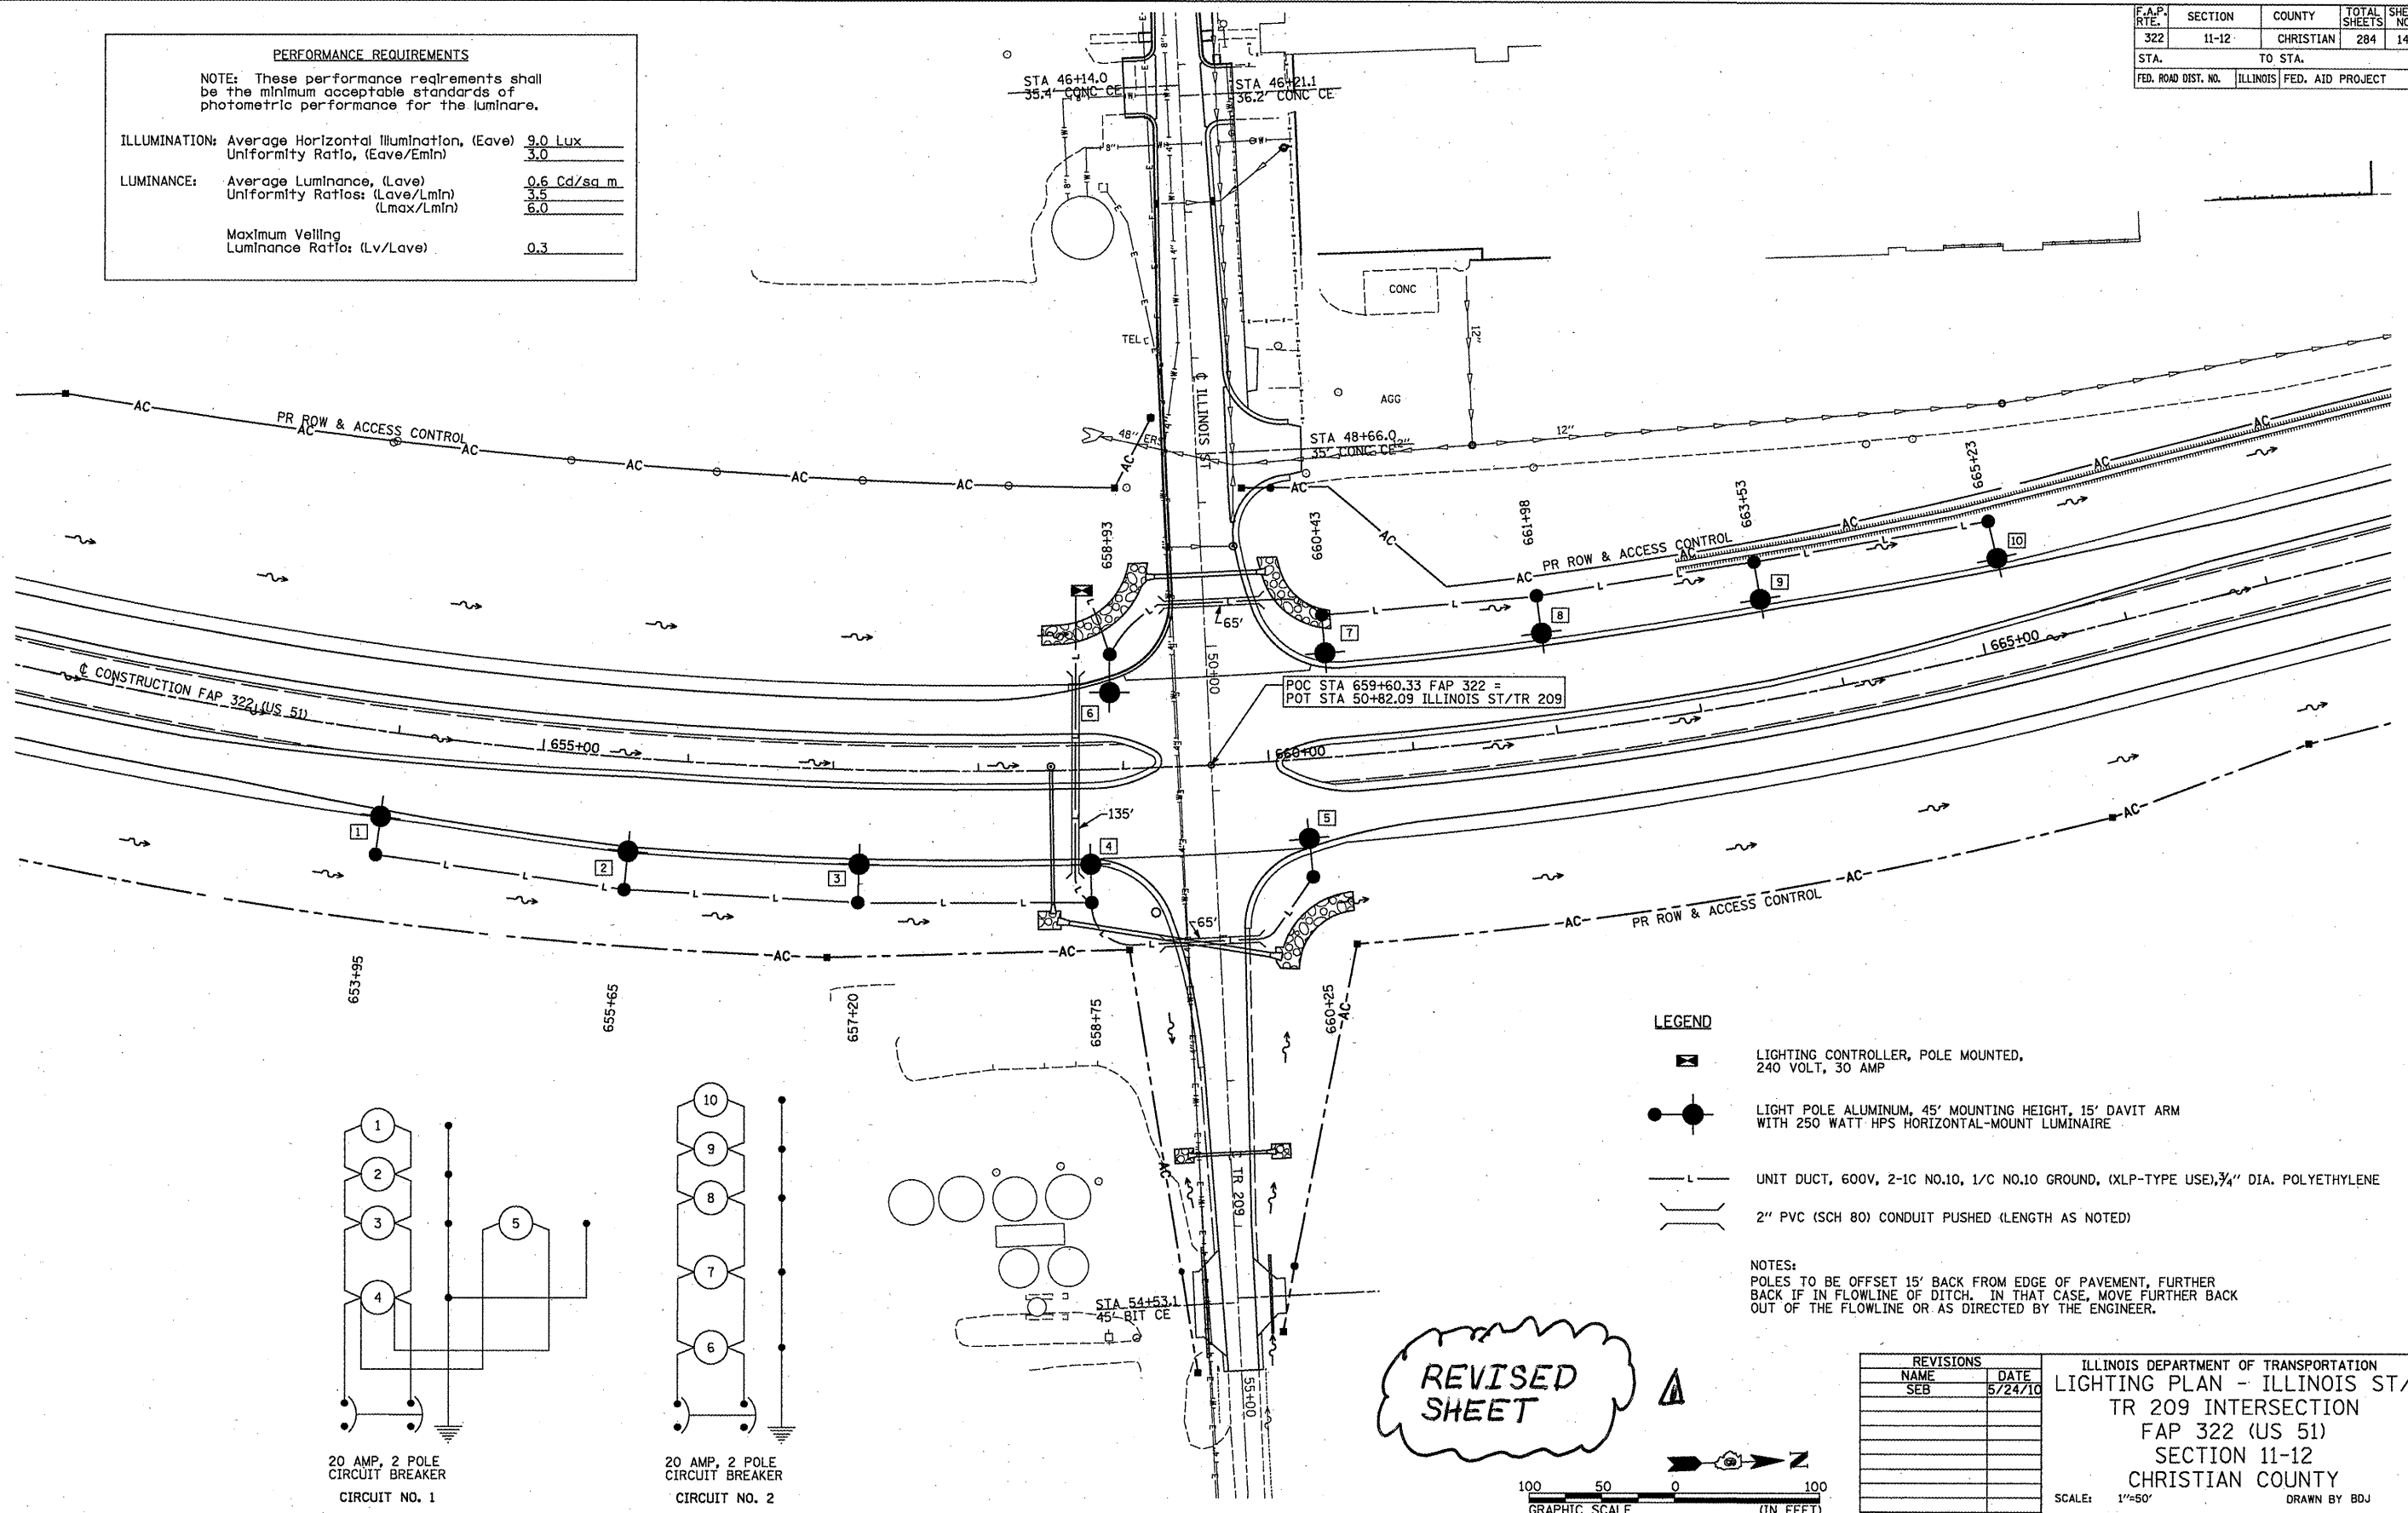 F.A.P. RTE. SECTION COUNTY TOTAL SHEETS
322 11-12 CHRISTIAN 284
STA. TO STA.
FED. ROAD DIST. NO. ILLINOIS FED. AID PROJECT
PERFORMANCE REQUIREMENTS
NOTE: These performance reqirements shall
be the minimum acceptable standards of
photometric performance for the luminare.
ILLUMINATION: Average Horizontal Illumination, (Eave) 9.0 Lux
Uniformity Ratio, (Eave/Emin) 3.0
LUMINANCE: Average Luminance, (Lave) 0.6 Cd/sq m
Uniformity Ratios: (Lave/Lmin) 3.5
(Lmax/Lmin) 6.0
Maximum Veiling
Luminance Ratio: (Lv/Lave) 0.3
STA 46+14.0
35.4' CONC CE
STA 46+21.1
36.2' CONC CE
CONC
12"
TEL
AGG
₵ ILLINOIS ST
STA 48+66.0
35' CONC CE
12"
12"
48"
PR ROW & ACCESS CONTROL
AC
658+93
660+43
661+98
663+53
665+23
PR ROW & ACCESS CONTROL
10
9
8
7
6
65'
50+00
665+00
POC STA 659+60.33 FAP 322 =
POT STA 50+82.09 ILLINOIS ST/TR 209
₵ CONSTRUCTION FAP 322 (US 51)
655+00
660+00
135'
1
2
3
4
5
65'
PR ROW & ACCESS CONTROL
653+95
655+65
657+20
658+75
660+25
TR 209
STA 54+53.1
45' BIT CE
55+00
1
2
3
5
4
20 AMP, 2 POLE
CIRCUIT BREAKER
CIRCUIT NO. 1
10
9
8
7
6
20 AMP, 2 POLE
CIRCUIT BREAKER
CIRCUIT NO. 2
LEGEND
LIGHTING CONTROLLER, POLE MOUNTED,
240 VOLT, 30 AMP
LIGHT POLE ALUMINUM, 45' MOUNTING HEIGHT, 15' DAVIT ARM
WITH 250 WATT HPS HORIZONTAL-MOUNT LUMINAIRE
L UNIT DUCT, 600V, 2-1C NO.10, 1/C NO.10 GROUND, (XLP-TYPE USE),3/4" DIA. POLYETHYLENE
2" PVC (SCH 80) CONDUIT PUSHED (LENGTH AS NOTED)
NOTES:
POLES TO BE OFFSET 15' BACK FROM EDGE OF PAVEMENT, FURTHER
BACK IF IN FLOWLINE OF DITCH. IN THAT CASE, MOVE FURTHER BACK
OUT OF THE FLOWLINE OR AS DIRECTED BY THE ENGINEER.
REVISED
SHEET
N
100 50 0 100
GRAPHIC SCALE (IN FEET)
REVISIONS
NAME DATE
SEB 5/24/10
ILLINOIS DEPARTMENT OF TRANSPORTATION
LIGHTING PLAN - ILLINOIS ST/
TR 209 INTERSECTION
FAP 322 (US 51)
SECTION 11-12
CHRISTIAN COUNTY
SCALE: 1"=50' DRAWN BY BDJ